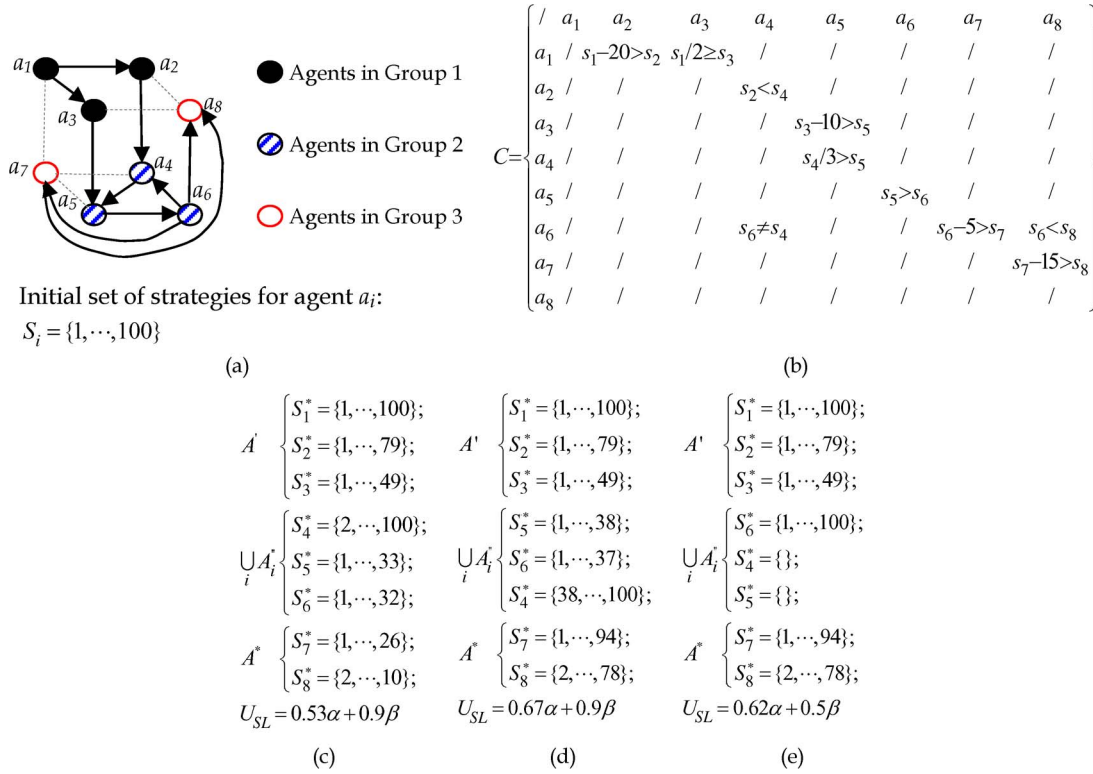 a1
a2
a3
a8
a7
a4
a5
a6
Agents in Group 1
Agents in Group 2
Agents in Group 3
Initial set of strategies for agent ai:
Si = {1,⋯,100}
(a)
C=
/ a1 a2 a3 a4 a5 a6 a7 a8
a1 / s1−20>s2 s1/2≥s3 / / / / /
a2 / / / s2<s4 / / / /
a3 / / / / s3−10>s5 / / /
a4 / / / / s4/3>s5 / / /
a5 / / / / / s5>s6 / /
a6 / / / s6≠s4 / / s6−5>s7 s6<s8
a7 / / / / / / / s7−15>s8
a8 / / / / / / / /
(b)
A'
S1* = {1,⋯,100};
S2* = {1,⋯,79};
S3* = {1,⋯,49};
⋃i Ai*
S4* = {2,⋯,100};
S5* = {1,⋯,33};
S6* = {1,⋯,32};
A*
S7* = {1,⋯,26};
S8* = {2,⋯,10};
USL = 0.53α + 0.9β
(c)
A'
S1* = {1,⋯,100};
S2* = {1,⋯,79};
S3* = {1,⋯,49};
⋃i Ai*
S5* = {1,⋯,38};
S6* = {1,⋯,37};
S4* = {38,⋯,100};
A*
S7* = {1,⋯,94};
S8* = {2,⋯,78};
USL = 0.67α + 0.9β
(d)
A'
S1* = {1,⋯,100};
S2* = {1,⋯,79};
S3* = {1,⋯,49};
⋃i Ai*
S6* = {1,⋯,100};
S4* = {};
S5* = {};
A*
S7* = {1,⋯,94};
S8* = {2,⋯,78};
USL = 0.62α + 0.5β
(e)